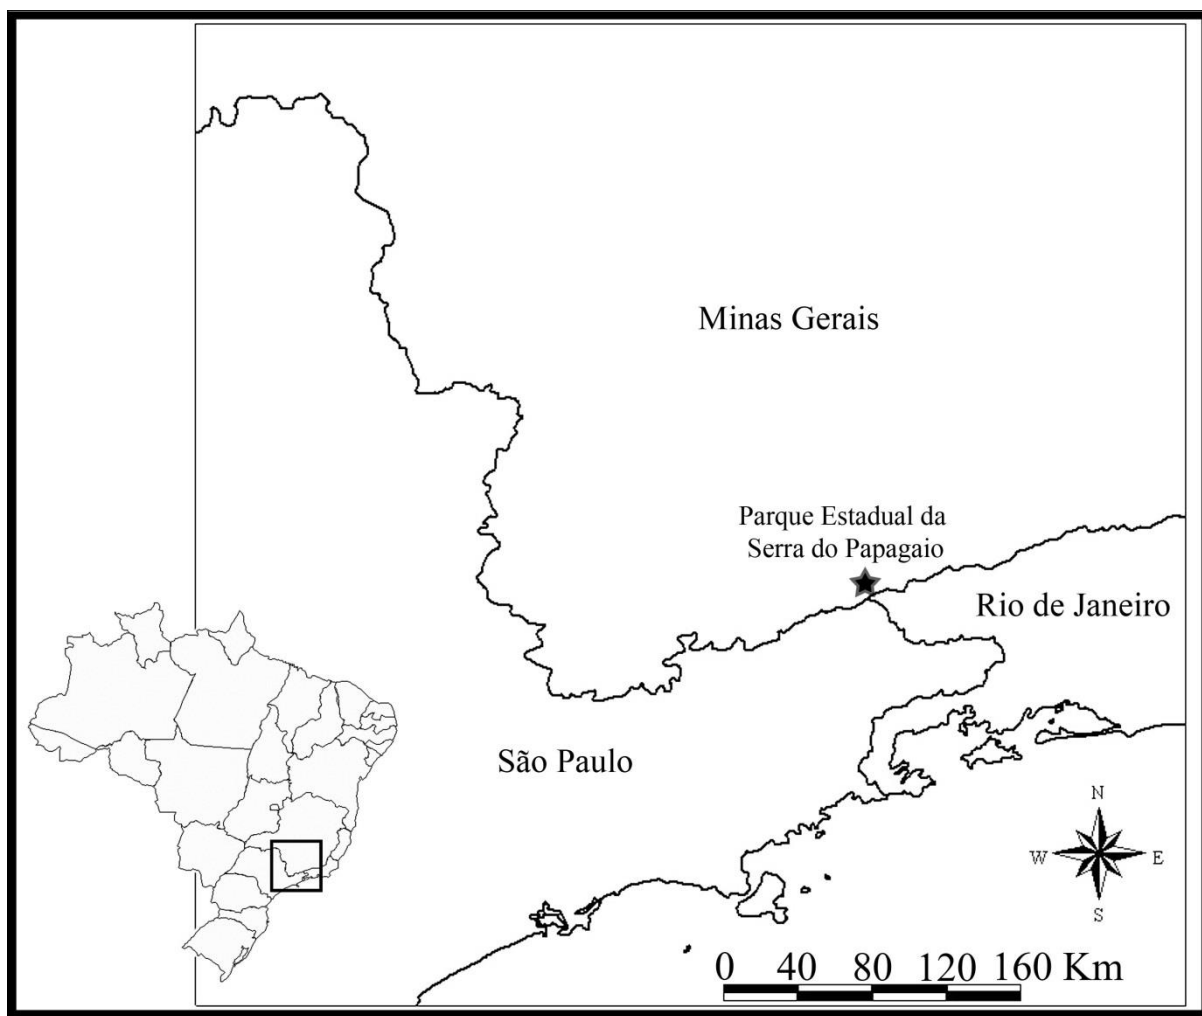 Minas Gerais
Parque Estadual da
Serra do Papagaio
Rio de Janeiro
São Paulo
N
W E
S
0 40 80 120 160 Km